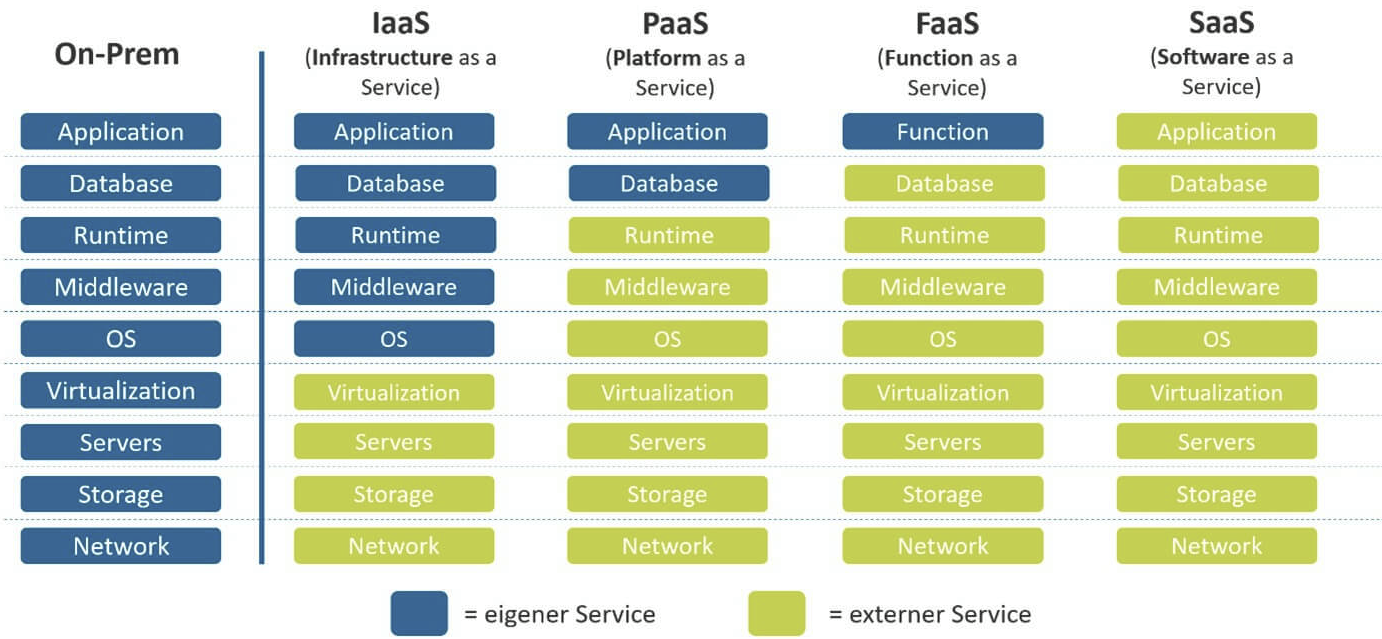 On-Prem
IaaS
(Infrastructure as a
Service)
PaaS
(Platform as a
Service)
FaaS
(Function as a
Service)
SaaS
(Software as a
Service)
Application
Application
Application
Function
Application
Database
Database
Database
Database
Database
Runtime
Runtime
Runtime
Runtime
Runtime
Middleware
Middleware
Middleware
Middleware
Middleware
OS
OS
OS
OS
OS
Virtualization
Virtualization
Virtualization
Virtualization
Virtualization
Servers
Servers
Servers
Servers
Servers
Storage
Storage
Storage
Storage
Storage
Network
Network
Network
Network
Network
= eigener Service
= externer Service